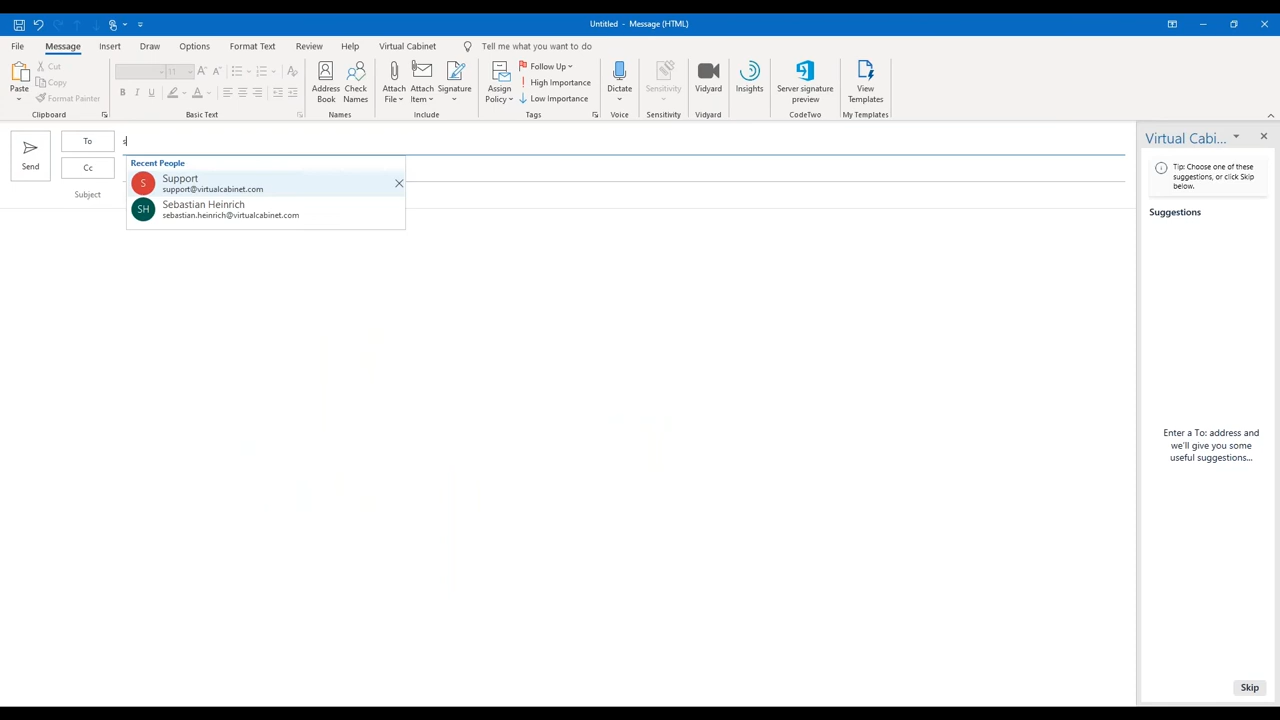 Untitled - Message (HTML)
File Message Insert Draw Options Format Text Review Help Virtual Cabinet Tell me what you want to do
Paste
Cut
Copy
Format Painter
Clipboard
11
B I U
Basic Text
Address Book
Check Names
Names
Attach File
Attach Item
Signature
Include
Assign Policy
Follow Up
High Importance
Low Importance
Tags
Dictate
Voice
Sensitivity
Sensitivity
Vidyard
Vidyard
Insights
Server signature preview
CodeTwo
View Templates
My Templates
Send
To s
Cc
Subject
Recent People
S
Support
support@virtualcabinet.com
SH
Sebastian Heinrich
sebastian.heinrich@virtualcabinet.com
Virtual Cabi...
Tip: Choose one of these
suggestions, or click Skip
below.
Suggestions
Enter a To: address and
we'll give you some
useful suggestions...
Skip